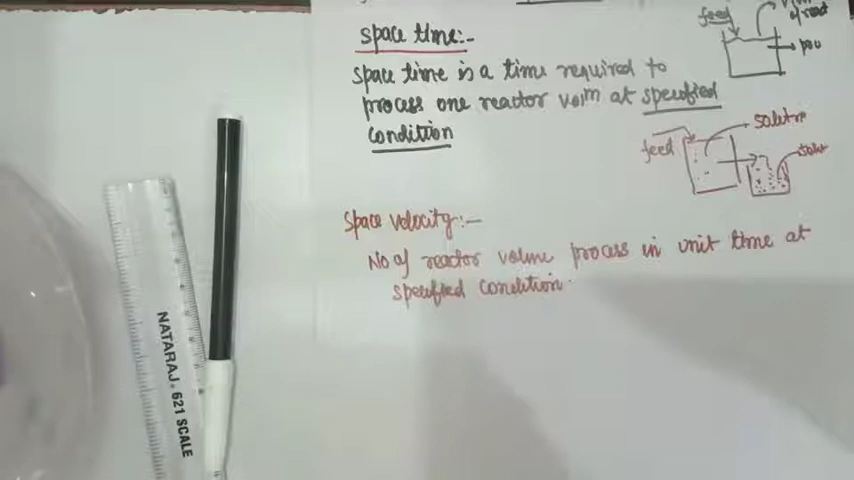 feed
space time:-
space time is a time required to
process one reactor volm at specified
condition
feed
Space velocity:-
No of reactor volume process in unit time at
specified condition.
NATARAJ 621 SCALE